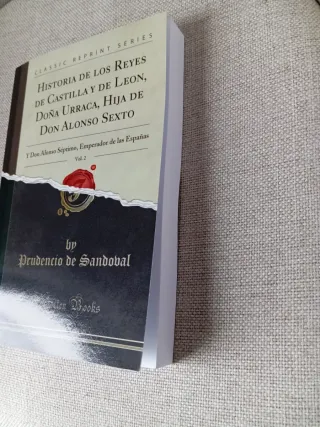 CLASSIC REPRINT SERIES
HISTORIA DE LOS REYES
DE CASTILLA Y DE LEON,
DOÑA URRACA, HIJA DE
DON ALONSO SEXTO
Y Don Alonso Septimo, Emperador de las Españas
Vol. 2
by
Prudencio de Sandoval
Books